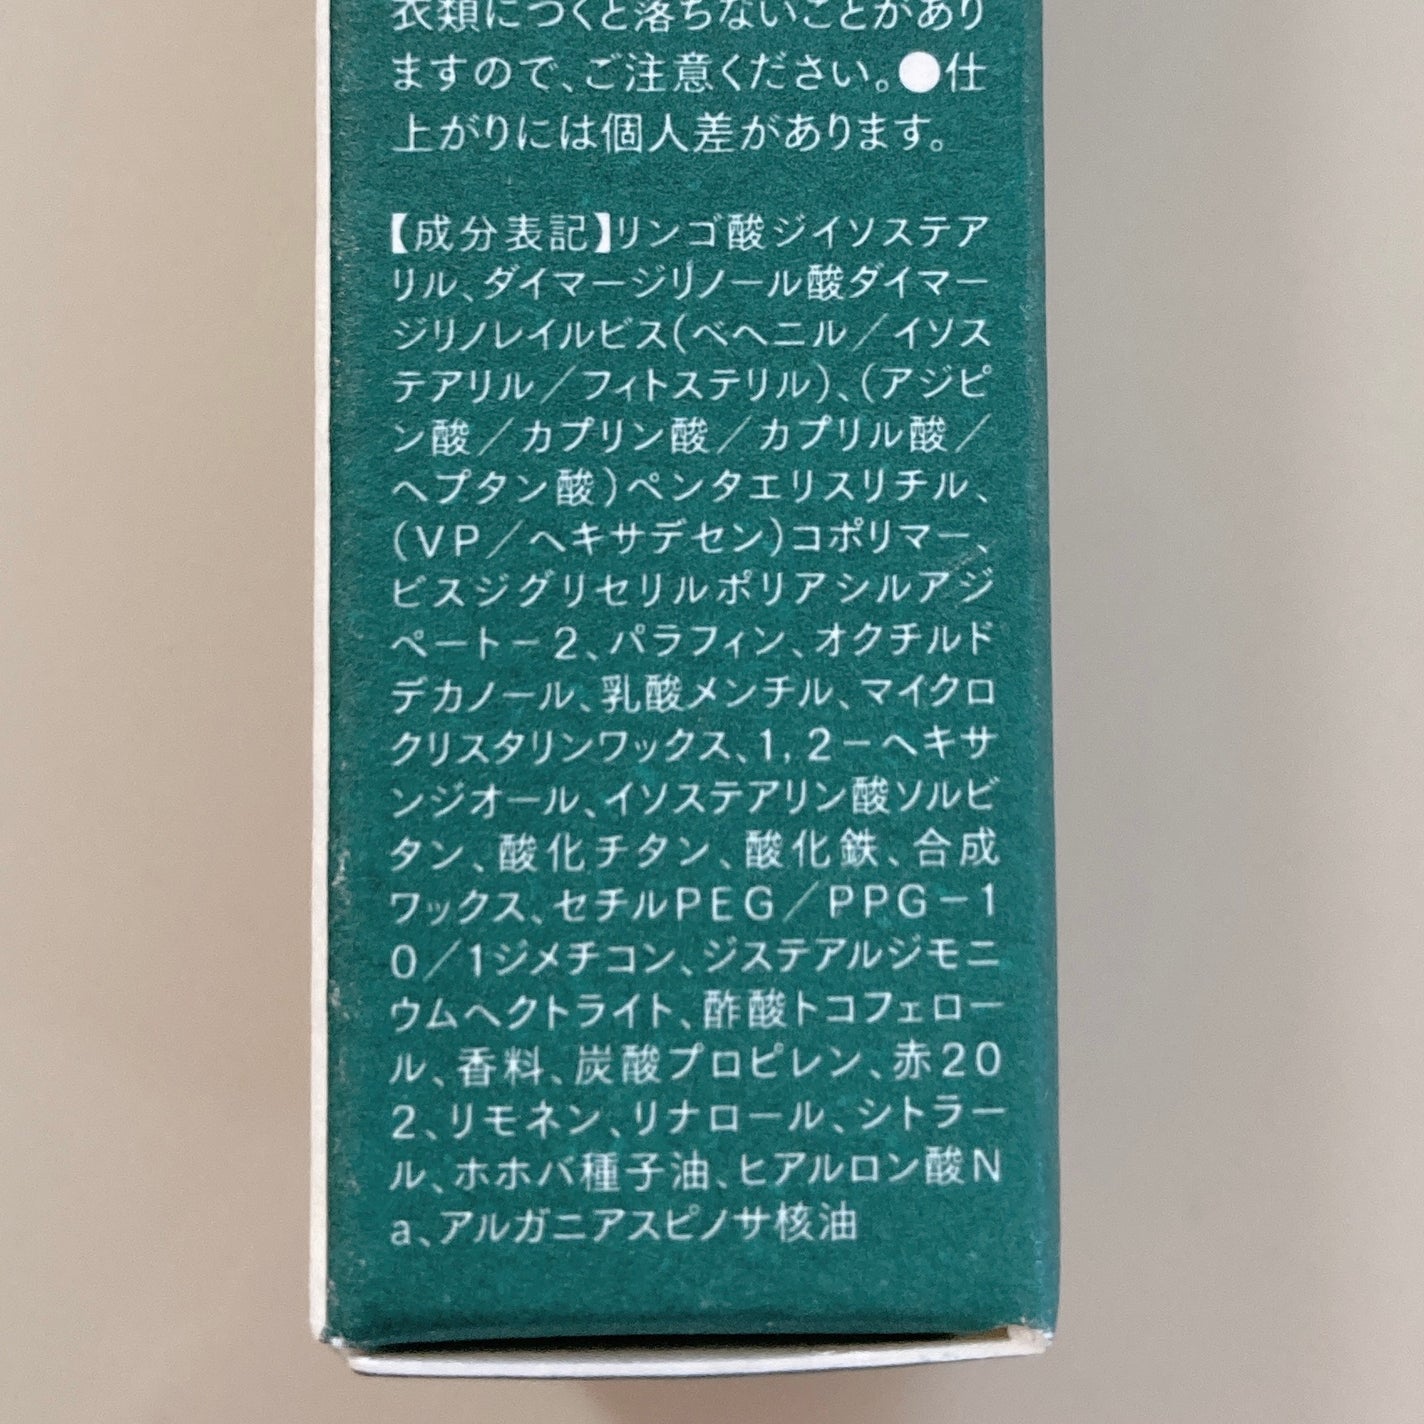 衣類につくと落ちないことがあり
ますので、ご注意ください。●仕
上がりには個人差があります。
【成分表記】リンゴ酸ジイソステア
リル、ダイマージリノール酸ダイマー
ジリノレイルビス(ベヘニル／イソス
テアリル／フィトステリル)、(アジピ
ン酸／カプリン酸／カプリル酸／
ヘプタン酸)ペンタエリスリチル、
(VP／ヘキサデセン)コポリマー、
ビスジグリセリルポリアシルアジ
ペート－2、パラフィン、オクチルド
デカノール、乳酸メンチル、マイクロ
クリスタリンワックス、1,2－ヘキサ
ンジオール、イソステアリン酸ソルビ
タン、酸化チタン、酸化鉄、合成
ワックス、セチルPEG／PPG－1
0／1ジメチコン、ジステアルジモニ
ウムヘクトライト、酢酸トコフェロー
ル、香料、炭酸プロピレン、赤20
2、リモネン、リナロール、シトラー
ル、ホホバ種子油、ヒアルロン酸N
a、アルガニアスピノサ核油